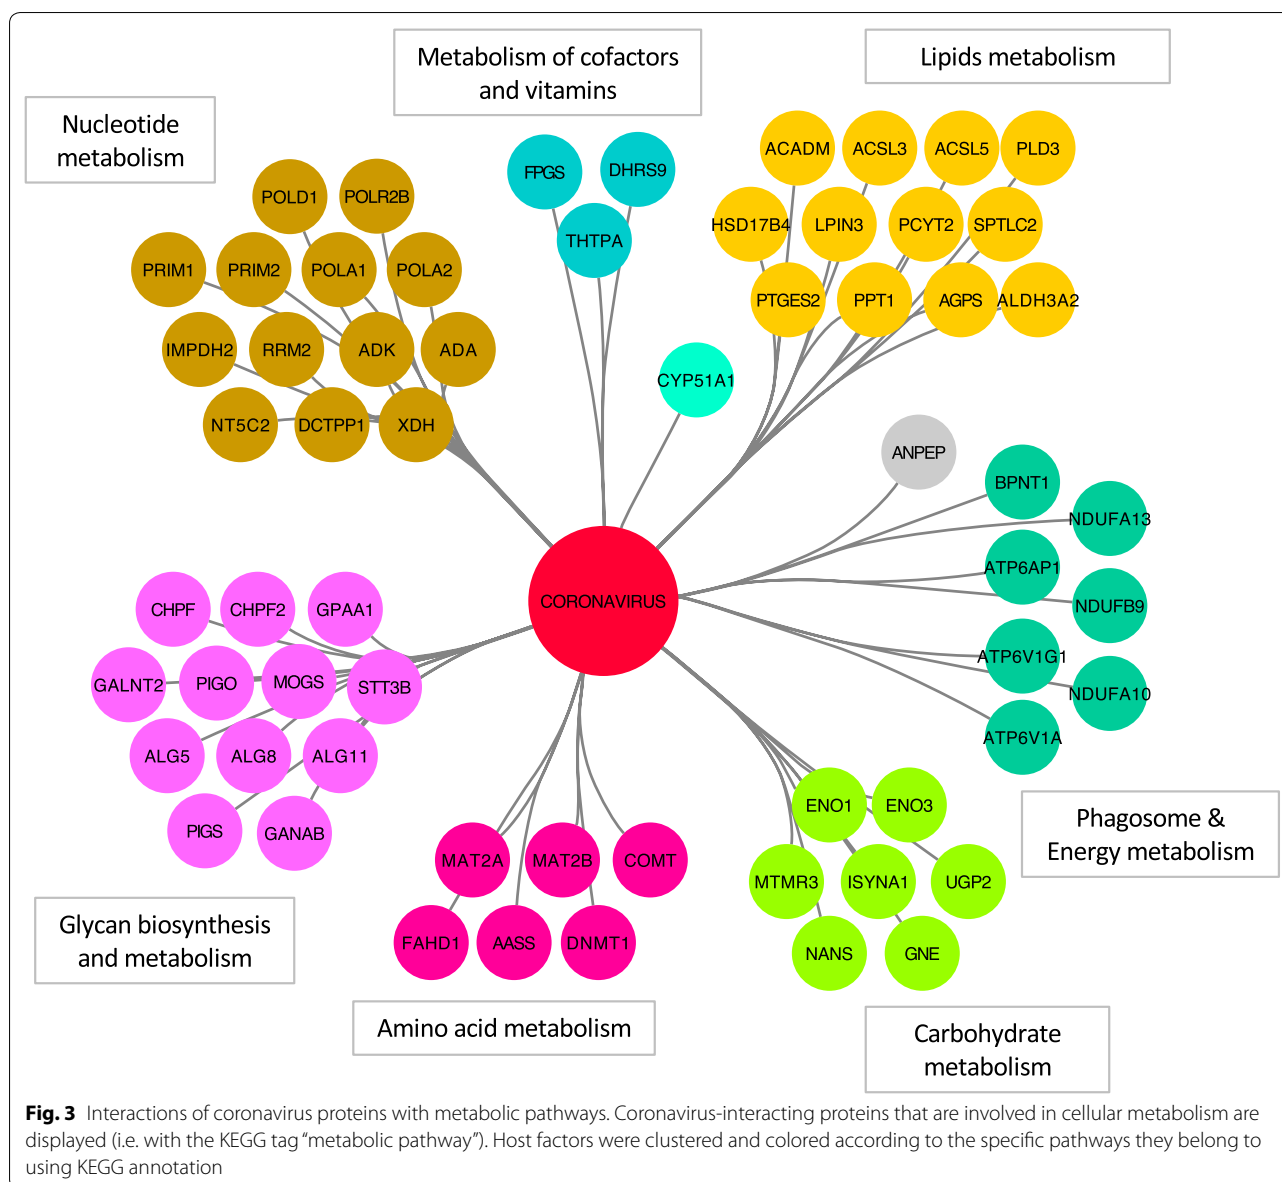 Metabolism of cofactors
and vitamins
Lipids metabolism
Nucleotide
metabolism
POLD1
POLR2B
PRIM1
PRIM2
POLA1
POLA2
IMPDH2
RRM2
ADK
ADA
NT5C2
DCTPP1
XDH
FPGS
DHRS9
THTPA
CYP51A1
ACADM
ACSL3
ACSL5
PLD3
HSD17B4
LPIN3
PCYT2
SPTLC2
PTGES2
PPT1
AGPS
ALDH3A2
ANPEP
BPNT1
NDUFA13
ATP6AP1
NDUFB9
ATP6V1G1
NDUFA10
ATP6V1A
CORONAVIRUS
CHPF
CHPF2
GPAA1
GALNT2
PIGO
MOGS
STT3B
ALG5
ALG8
ALG11
PIGS
GANAB
MAT2A
MAT2B
COMT
FAHD1
AASS
DNMT1
ENO1
ENO3
MTMR3
ISYNA1
UGP2
NANS
GNE
Phagosome &
Energy metabolism
Glycan biosynthesis
and metabolism
Amino acid metabolism
Carbohydrate
metabolism
Fig. 3 Interactions of coronavirus proteins with metabolic pathways. Coronavirus-interacting proteins that are involved in cellular metabolism are
displayed (i.e. with the KEGG tag “metabolic pathway”). Host factors were clustered and colored according to the specific pathways they belong to
using KEGG annotation